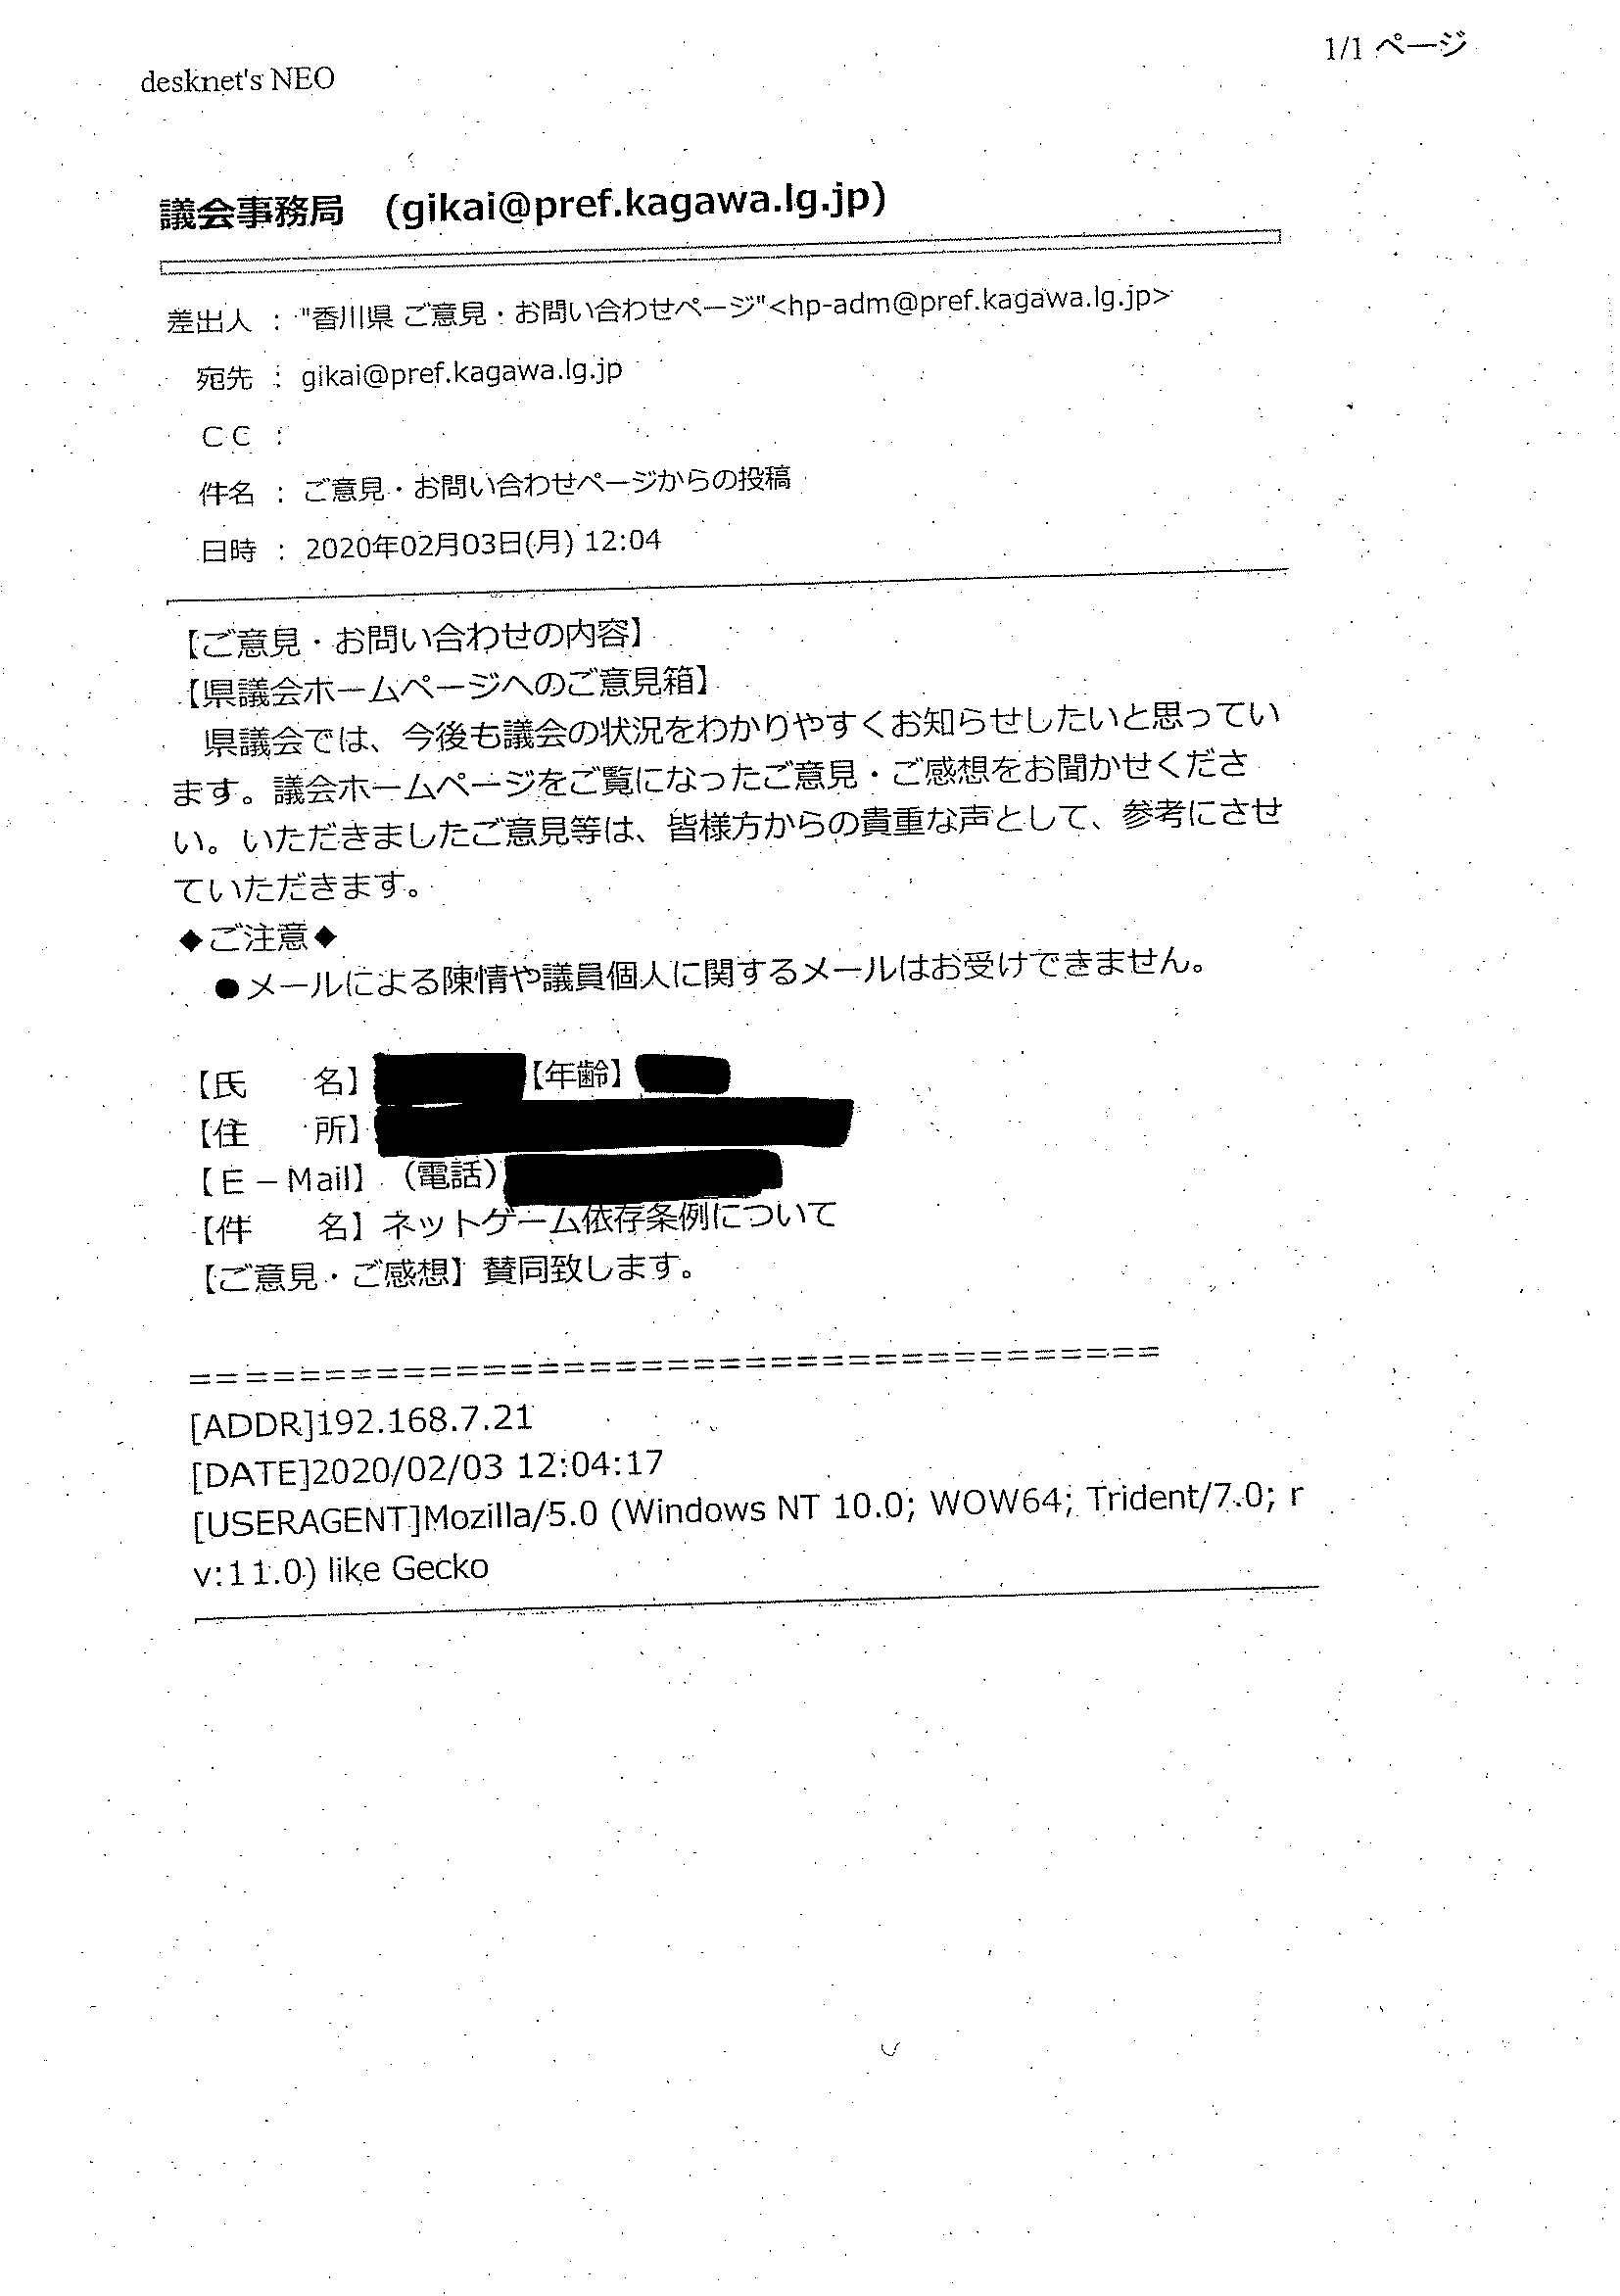 1/1 ページ
desknet's NEO
議会事務局 (gikai@pref.kagawa.lg.jp)
差出人 : "香川県 ご意見・お問い合わせページ"<hp-adm@pref.kagawa.lg.jp>
宛先 : gikai@pref.kagawa.lg.jp
CC :
件名 : ご意見・お問い合わせページからの投稿
日時 : 2020年02月03日(月) 12:04
【ご意見・お問い合わせの内容】
【県議会ホームページへのご意見箱】
県議会では、今後も議会の状況をわかりやすくお知らせしたいと思ってい
ます。議会ホームページをご覧になったご意見・ご感想をお聞かせくださ
い。いただきましたご意見等は、皆様方からの貴重な声として、参考にさせ
ていただきます。
◆ご注意◆
●メールによる陳情や議員個人に関するメールはお受けできません。
【氏　　名】【年齢】
【住　　所】
【E－Mail】（電話）
【件　　名】ネットゲーム依存条例について
【ご意見・ご感想】賛同致します。
====================================
[ADDR]192.168.7.21
[DATE]2020/02/03 12:04:17
[USERAGENT]Mozilla/5.0 (Windows NT 10.0; WOW64; Trident/7.0; r
v:11.0) like Gecko